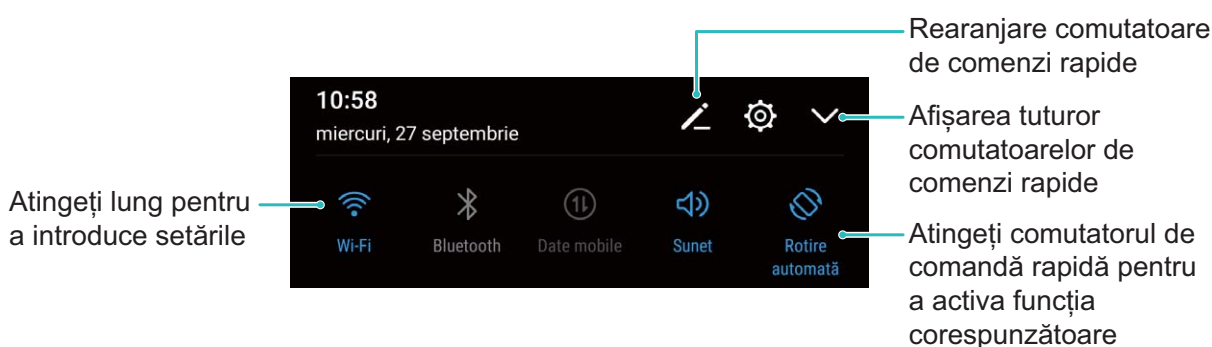 Rearanjare comutatoare
de comenzi rapide
10:58
miercuri, 27 septembrie
Afișarea tuturor
comutatoarelor de
comenzi rapide
Atingeți lung pentru
a introduce setările
Wi-Fi
Bluetooth
Date mobile
Sunet
Rotire
automată
Atingeți comutatorul de
comandă rapidă pentru
a activa funcția
corespunzătoare